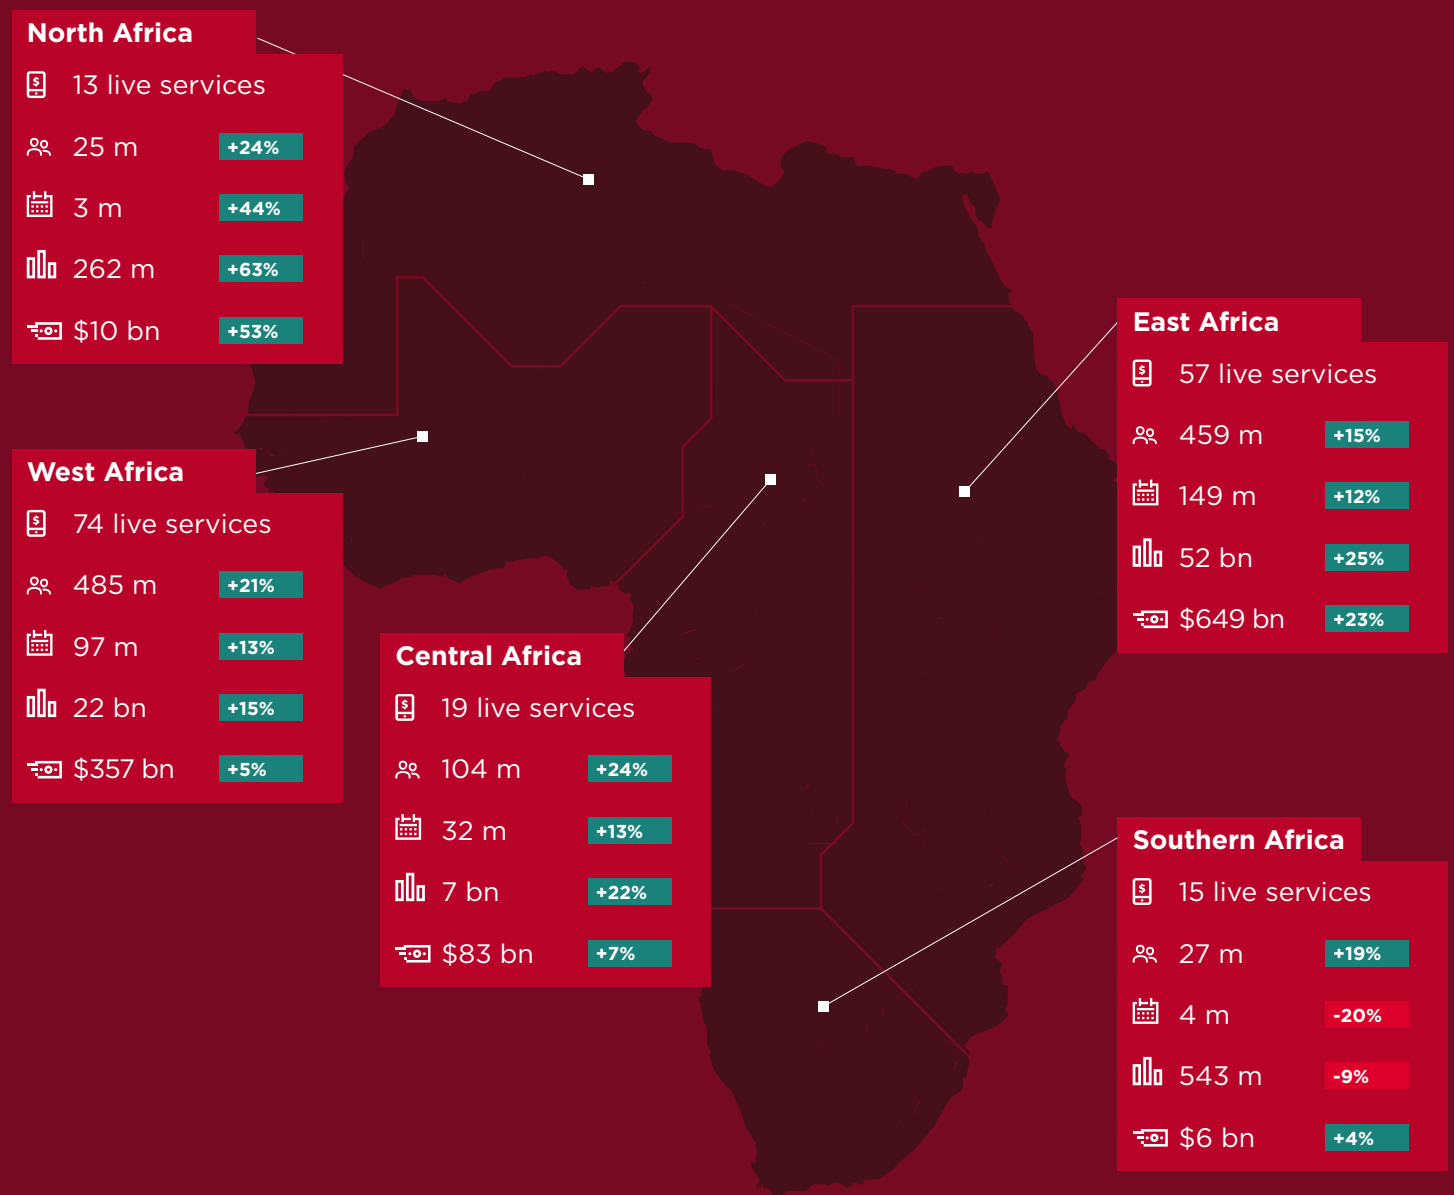 North Africa
13 live services
25 m +24%
3 m +44%
262 m +63%
$10 bn +53%
West Africa
74 live services
485 m +21%
97 m +13%
22 bn +15%
$357 bn +5%
Central Africa
19 live services
104 m +24%
32 m +13%
7 bn +22%
$83 bn +7%
East Africa
57 live services
459 m +15%
149 m +12%
52 bn +25%
$649 bn +23%
Southern Africa
15 live services
27 m +19%
4 m -20%
543 m -9%
$6 bn +4%